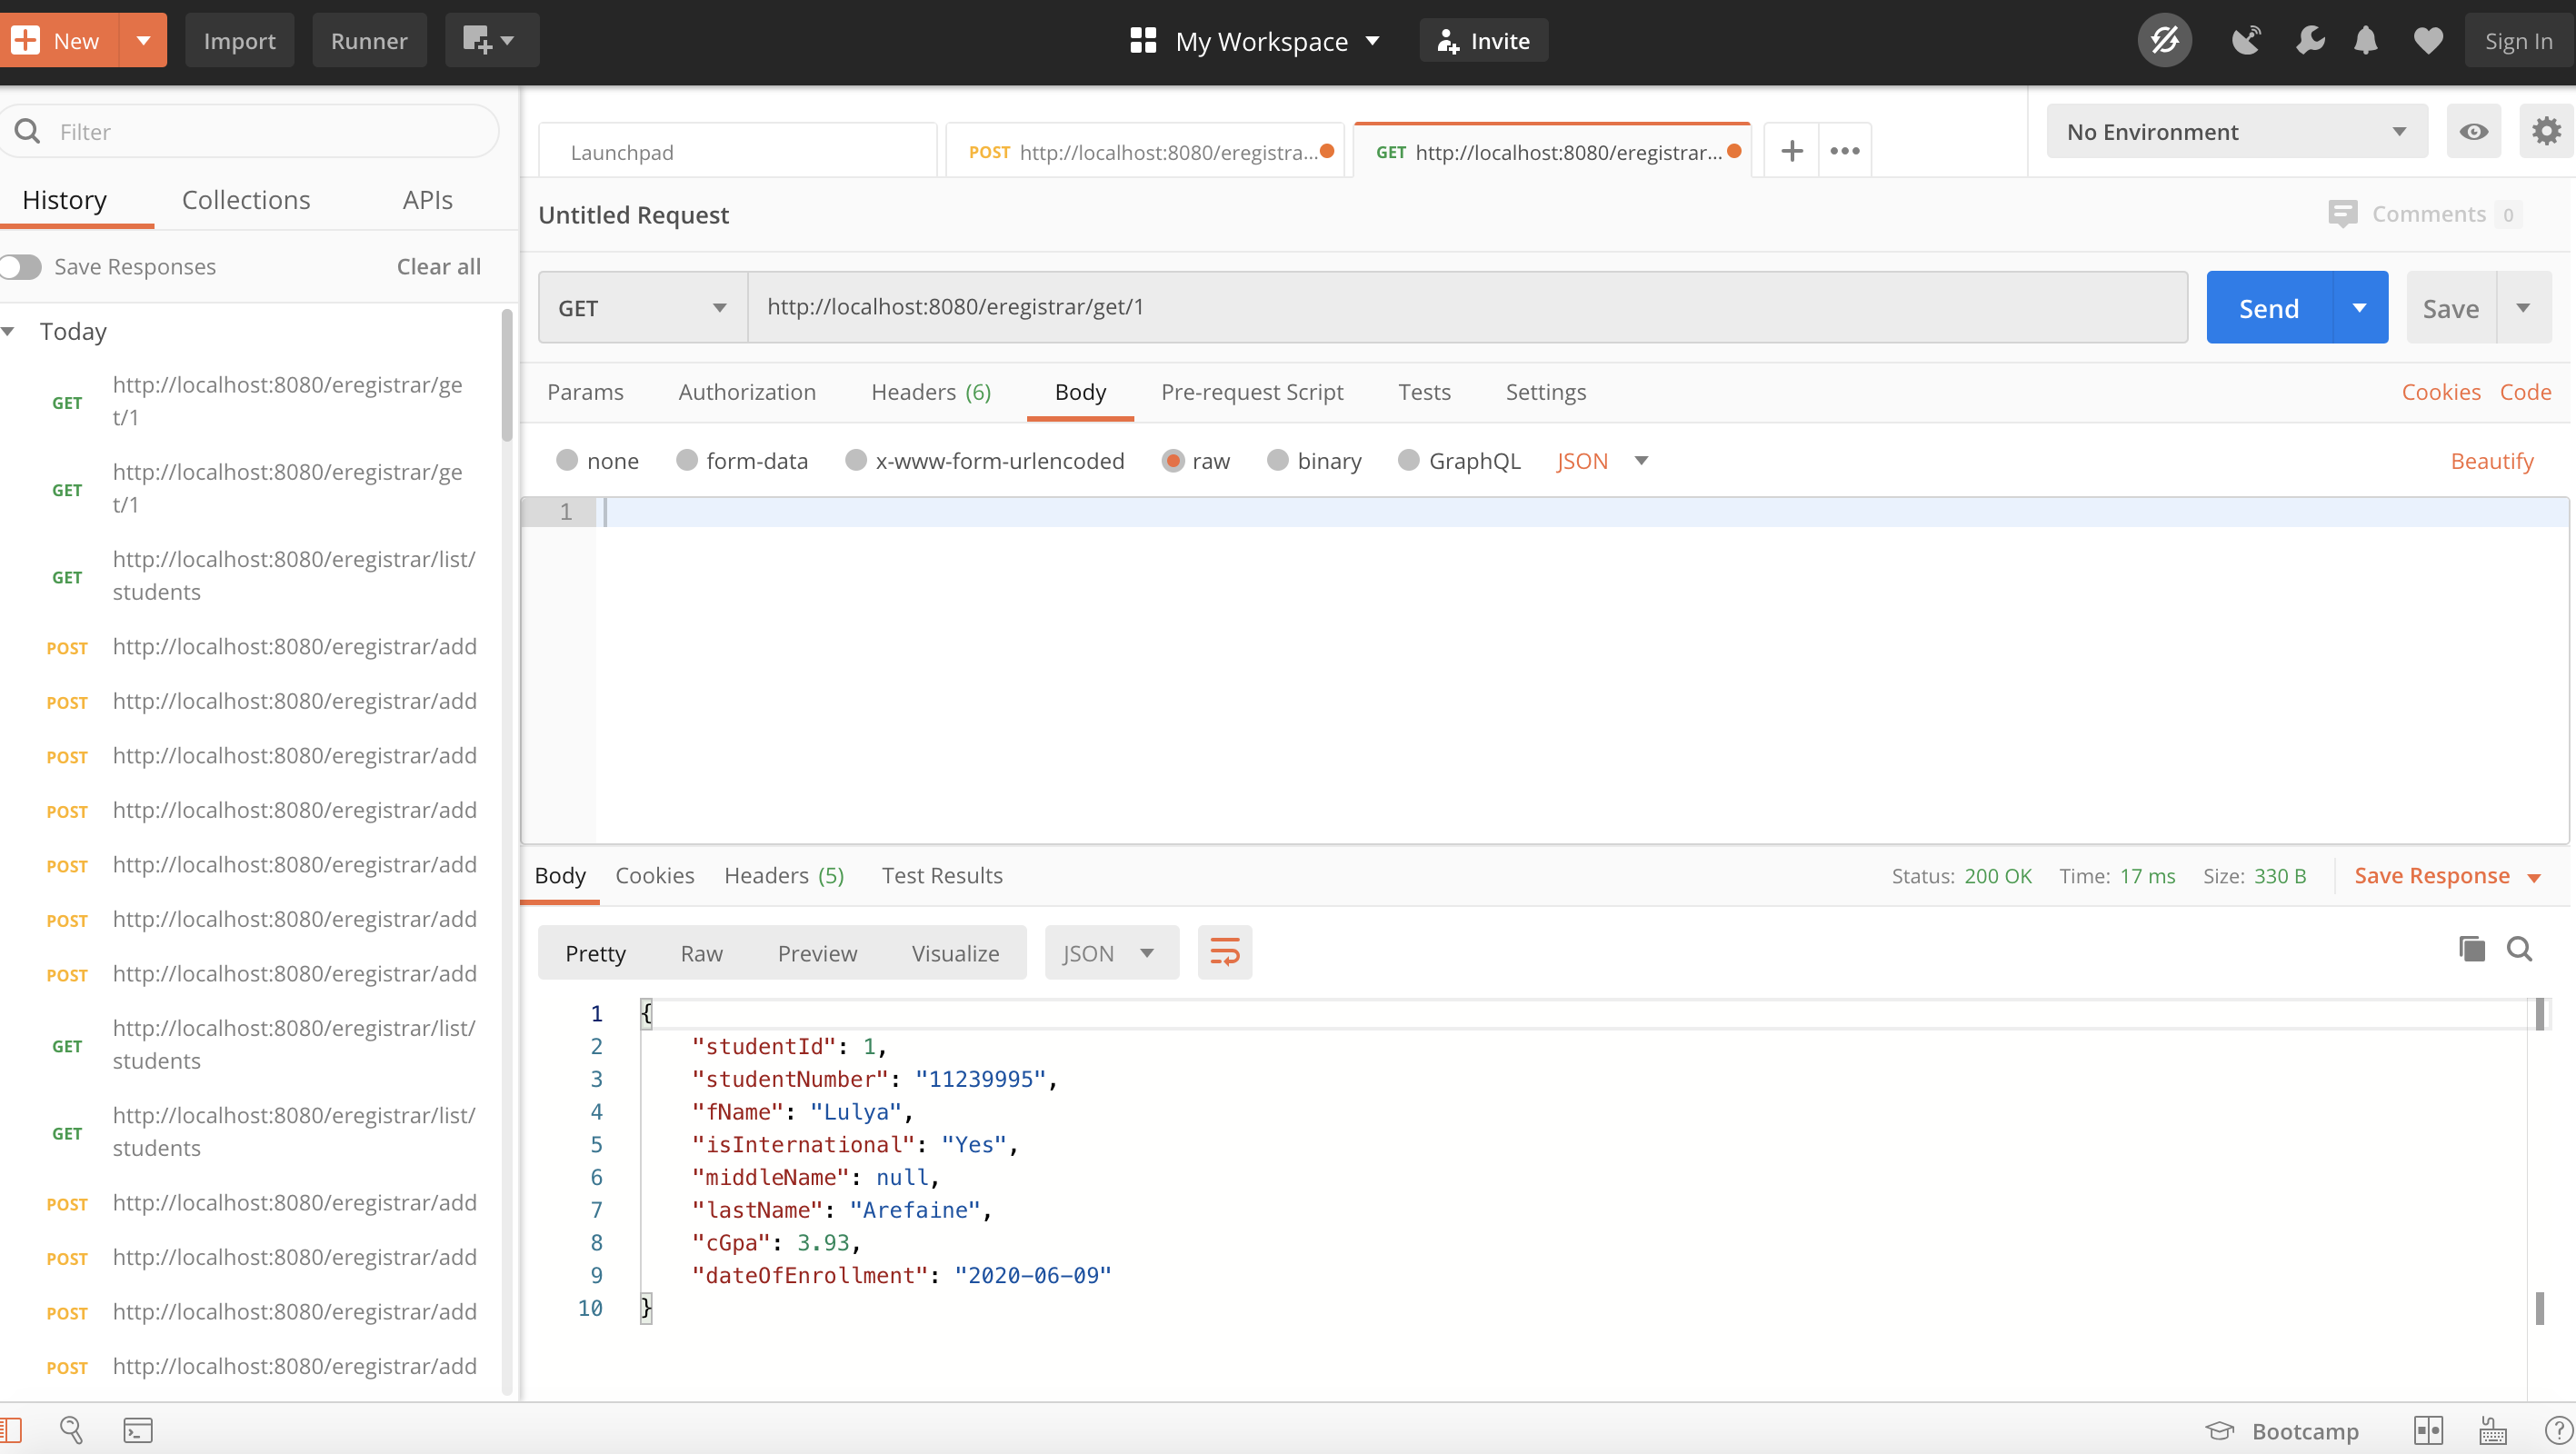 New
Import
Runner
My Workspace
Invite
Sign In
Filter
History
Collections
APIs
Save Responses
Clear all
Today
GET http://localhost:8080/eregistrar/ge
t/1
GET http://localhost:8080/eregistrar/ge
t/1
GET http://localhost:8080/eregistrar/list/
students
POST http://localhost:8080/eregistrar/add
POST http://localhost:8080/eregistrar/add
POST http://localhost:8080/eregistrar/add
POST http://localhost:8080/eregistrar/add
POST http://localhost:8080/eregistrar/add
POST http://localhost:8080/eregistrar/add
POST http://localhost:8080/eregistrar/add
GET http://localhost:8080/eregistrar/list/
students
GET http://localhost:8080/eregistrar/list/
students
POST http://localhost:8080/eregistrar/add
POST http://localhost:8080/eregistrar/add
POST http://localhost:8080/eregistrar/add
POST http://localhost:8080/eregistrar/add
Launchpad
POST http://localhost:8080/eregistra...
GET http://localhost:8080/eregistrar...
No Environment
Untitled Request
Comments 0
GET http://localhost:8080/eregistrar/get/1
Send
Save
Params Authorization Headers (6) Body Pre-request Script Tests Settings
Cookies Code
none form-data x-www-form-urlencoded raw binary GraphQL JSON
Beautify
1
Body Cookies Headers (5) Test Results
Status: 200 OK Time: 17 ms Size: 330 B
Save Response
Pretty Raw Preview Visualize JSON
1 {
2 "studentId": 1,
3 "studentNumber": "11239995",
4 "fName": "Lulya",
5 "isInternational": "Yes",
6 "middleName": null,
7 "lastName": "Arefaine",
8 "cGpa": 3.93,
9 "dateOfEnrollment": "2020-06-09"
10 }
Bootcamp